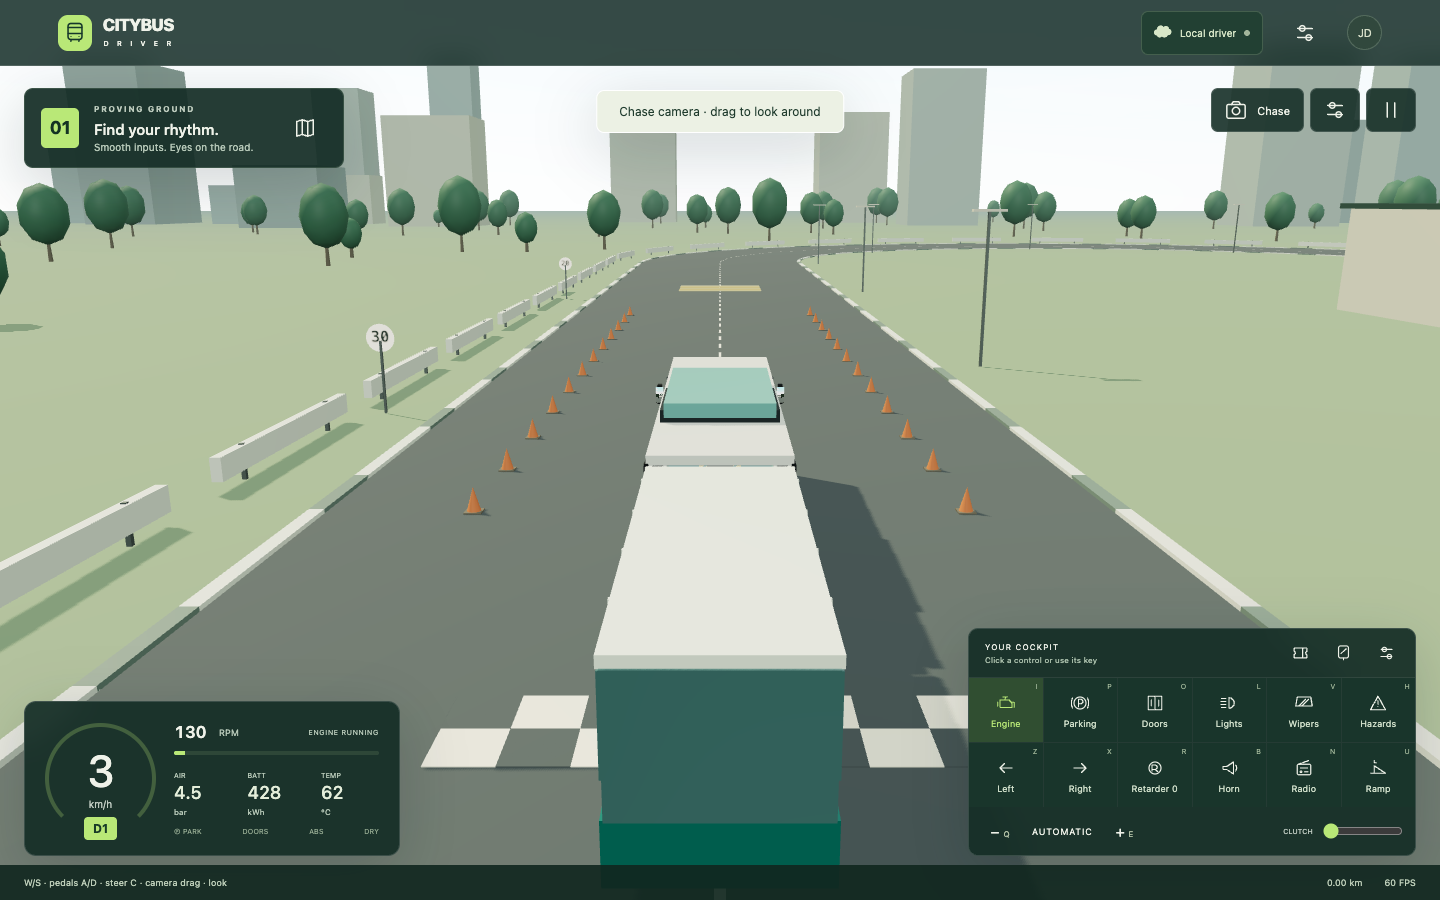 CITYBUS
DRIVER
Local driver
JD
01
PROVING GROUND
Find your rhythm.
Smooth inputs. Eyes on the road.
Chase camera · drag to look around
Chase
30
20
YOUR COCKPIT
Click a control or use its key
I
Engine
P
Parking
O
Doors
L
Lights
V
Wipers
H
Hazards
Z
Left
X
Right
R
Retarder 0
B
Horn
N
Radio
U
Ramp
− Q
AUTOMATIC
+ E
CLUTCH
3
km/h
D1
130 RPM
ENGINE RUNNING
AIR
4.5
bar
BATT
428
kWh
TEMP
62
°C
Ⓟ PARK
DOORS
ABS
DRY
W/S · pedals A/D · steer C · camera drag · look
0.00 km
60 FPS